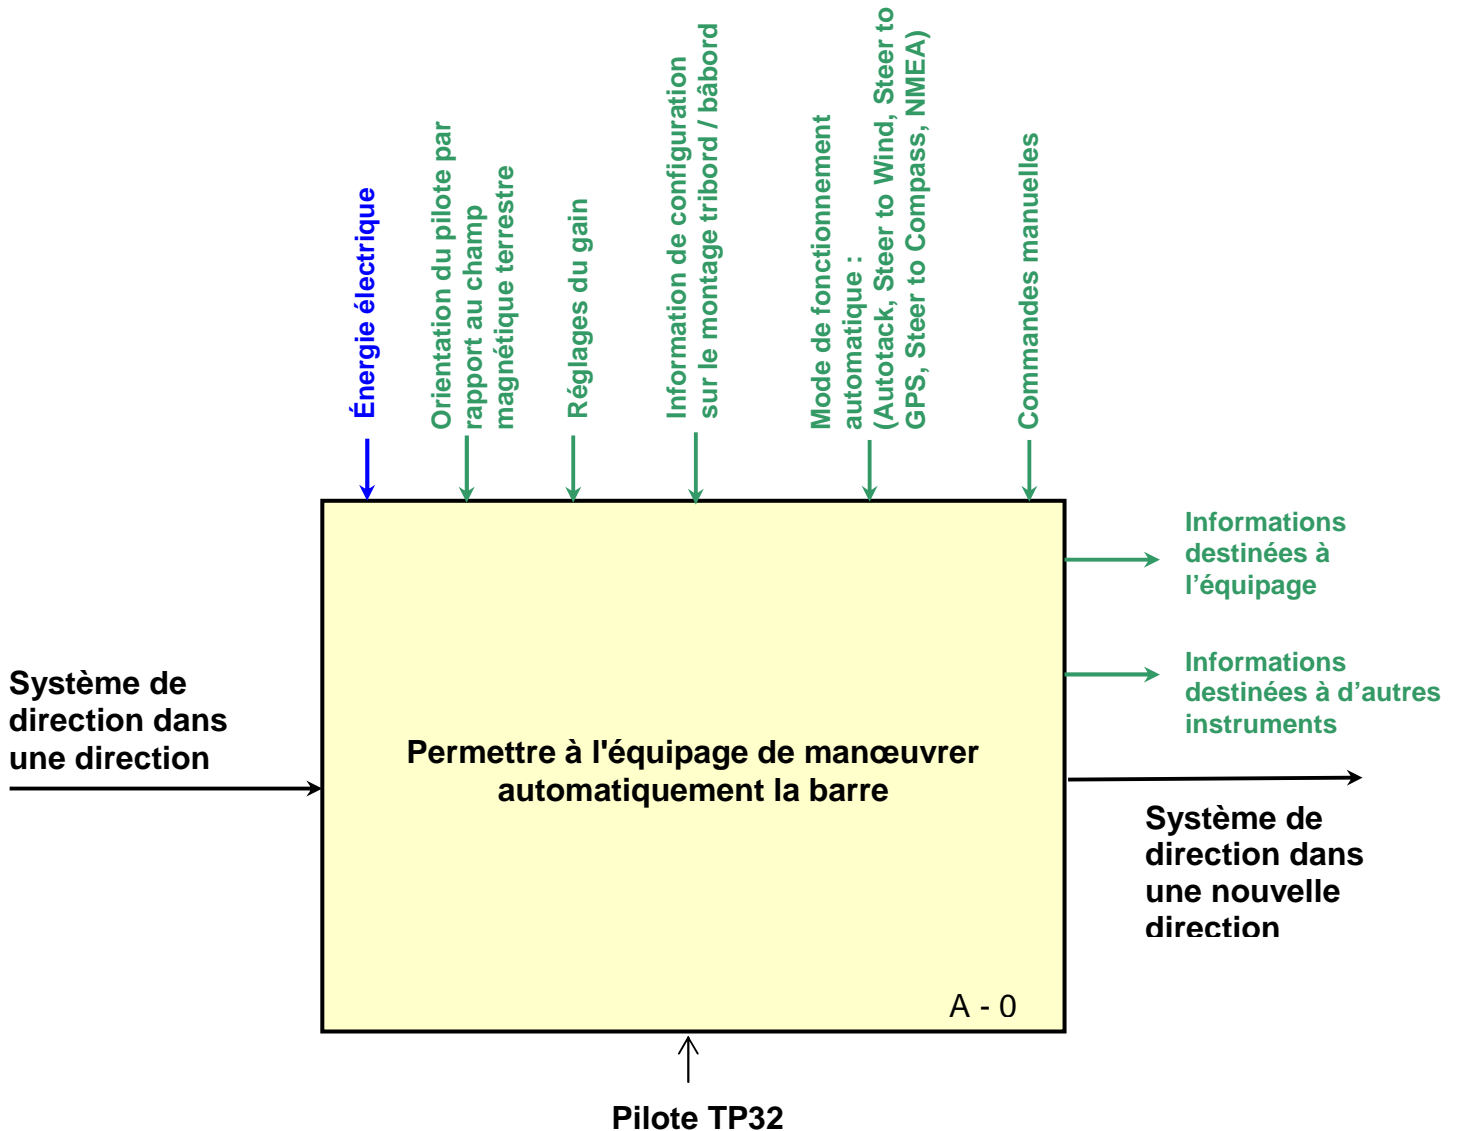 Énergie électrique
Orientation du pilote par
rapport au champ
magnétique terrestre
Réglages du gain
Information de configuration
sur le montage tribord / bâbord
Mode de fonctionnement
automatique :
(Autotack, Steer to Wind, Steer to
GPS, Steer to Compass, NMEA)
Commandes manuelles
Informations
destinées à
l’équipage
Informations
destinées à d’autres
instruments
Système de
direction dans
une direction
Permettre à l'équipage de manœuvrer
automatiquement la barre
Système de
direction dans
une nouvelle
direction
A - 0
Pilote TP32